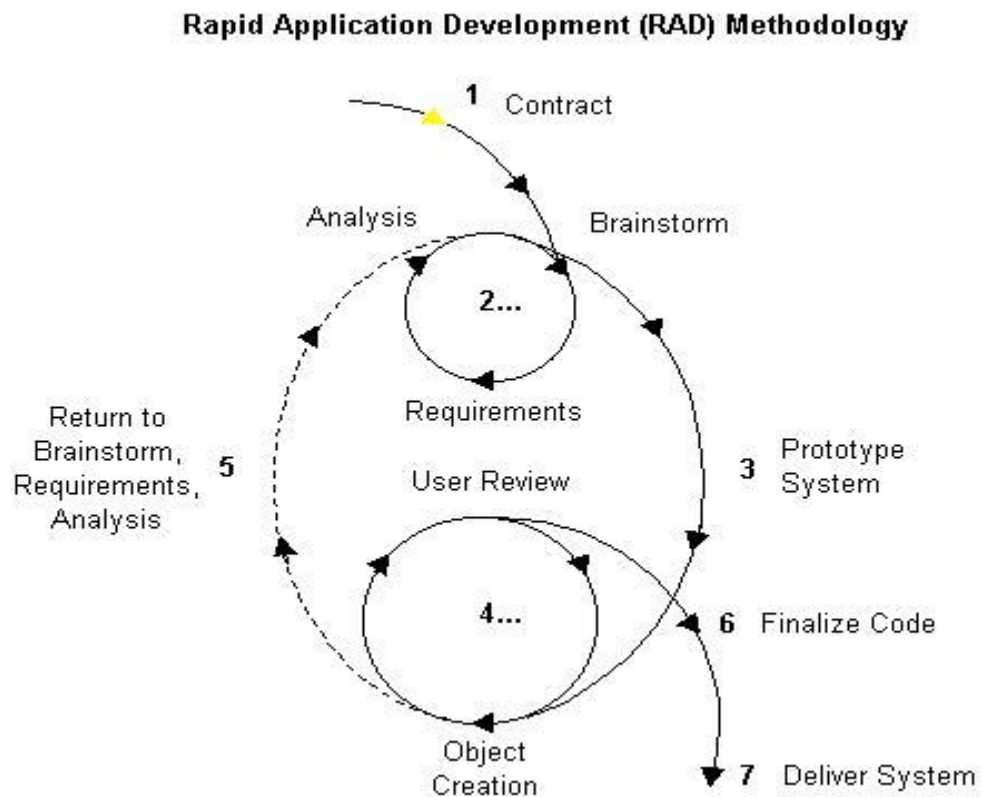 Rapid Application Development (RAD) Methodology
1 Contract
Analysis
Brainstorm
2...
Requirements
Return to
Brainstorm,
Requirements,
Analysis
5
User Review
3 Prototype
System
4...
6 Finalize Code
Object
Creation
7 Deliver System